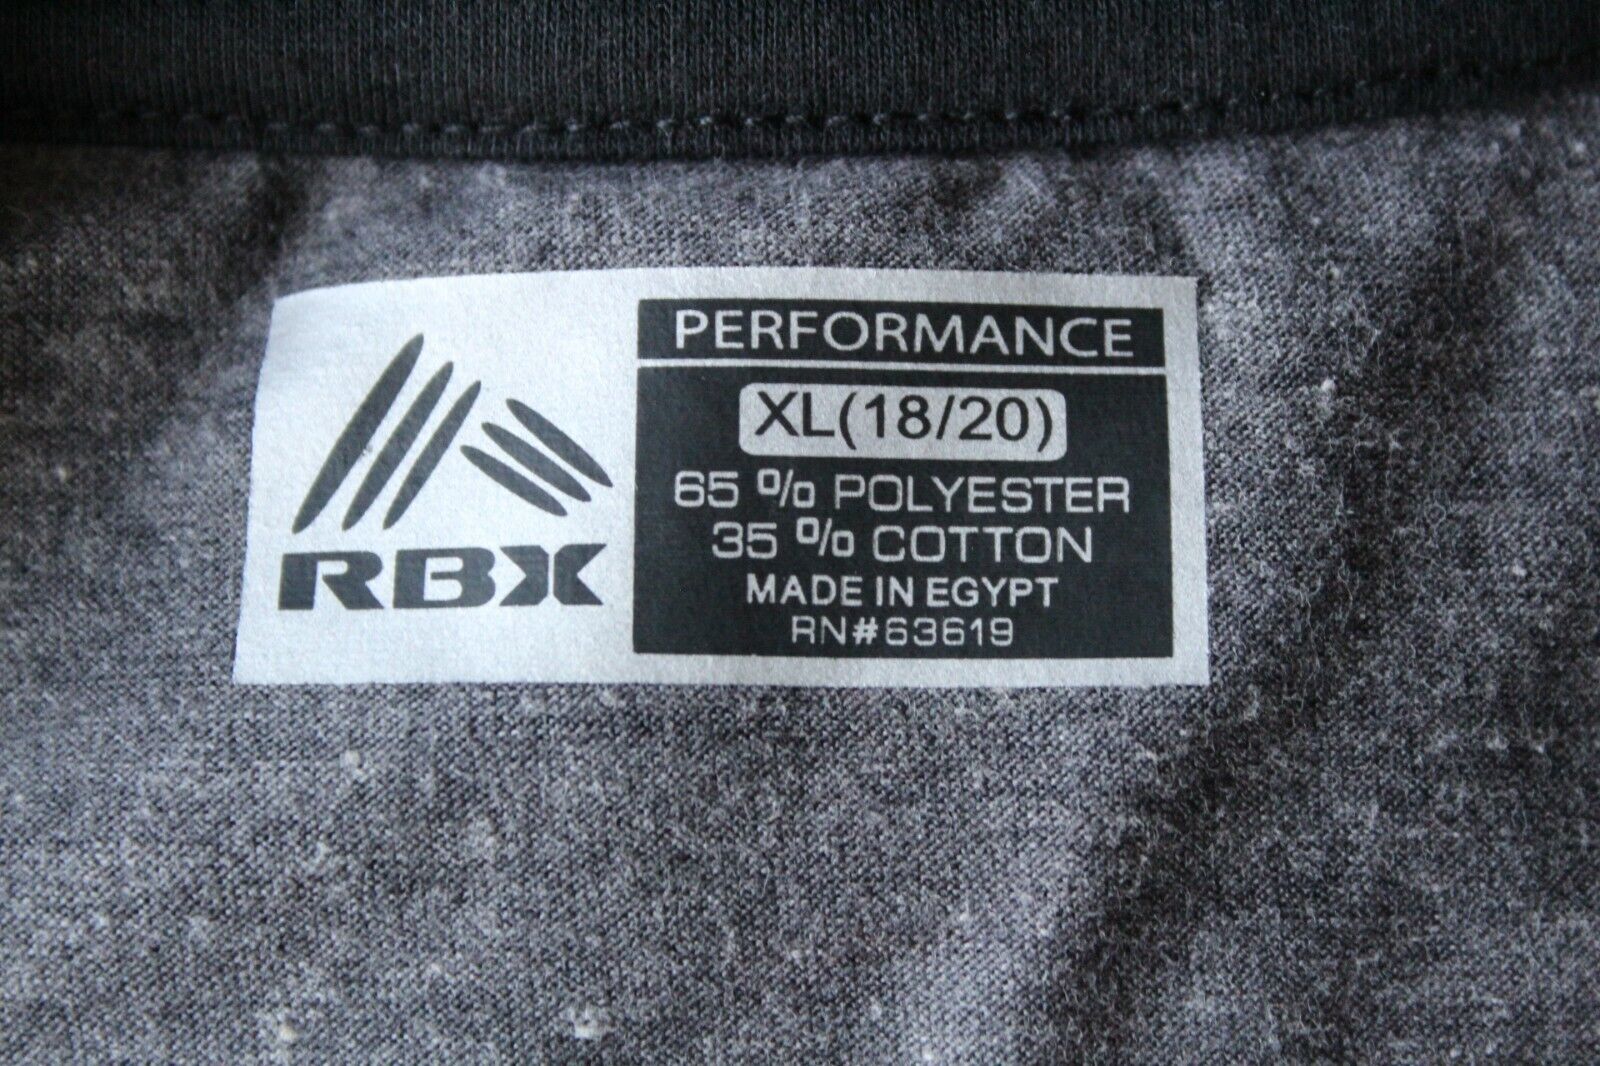 RBX
PERFORMANCE
XL(18/20)
65 % POLYESTER
35 % COTTON
MADE IN EGYPT
RN#63619